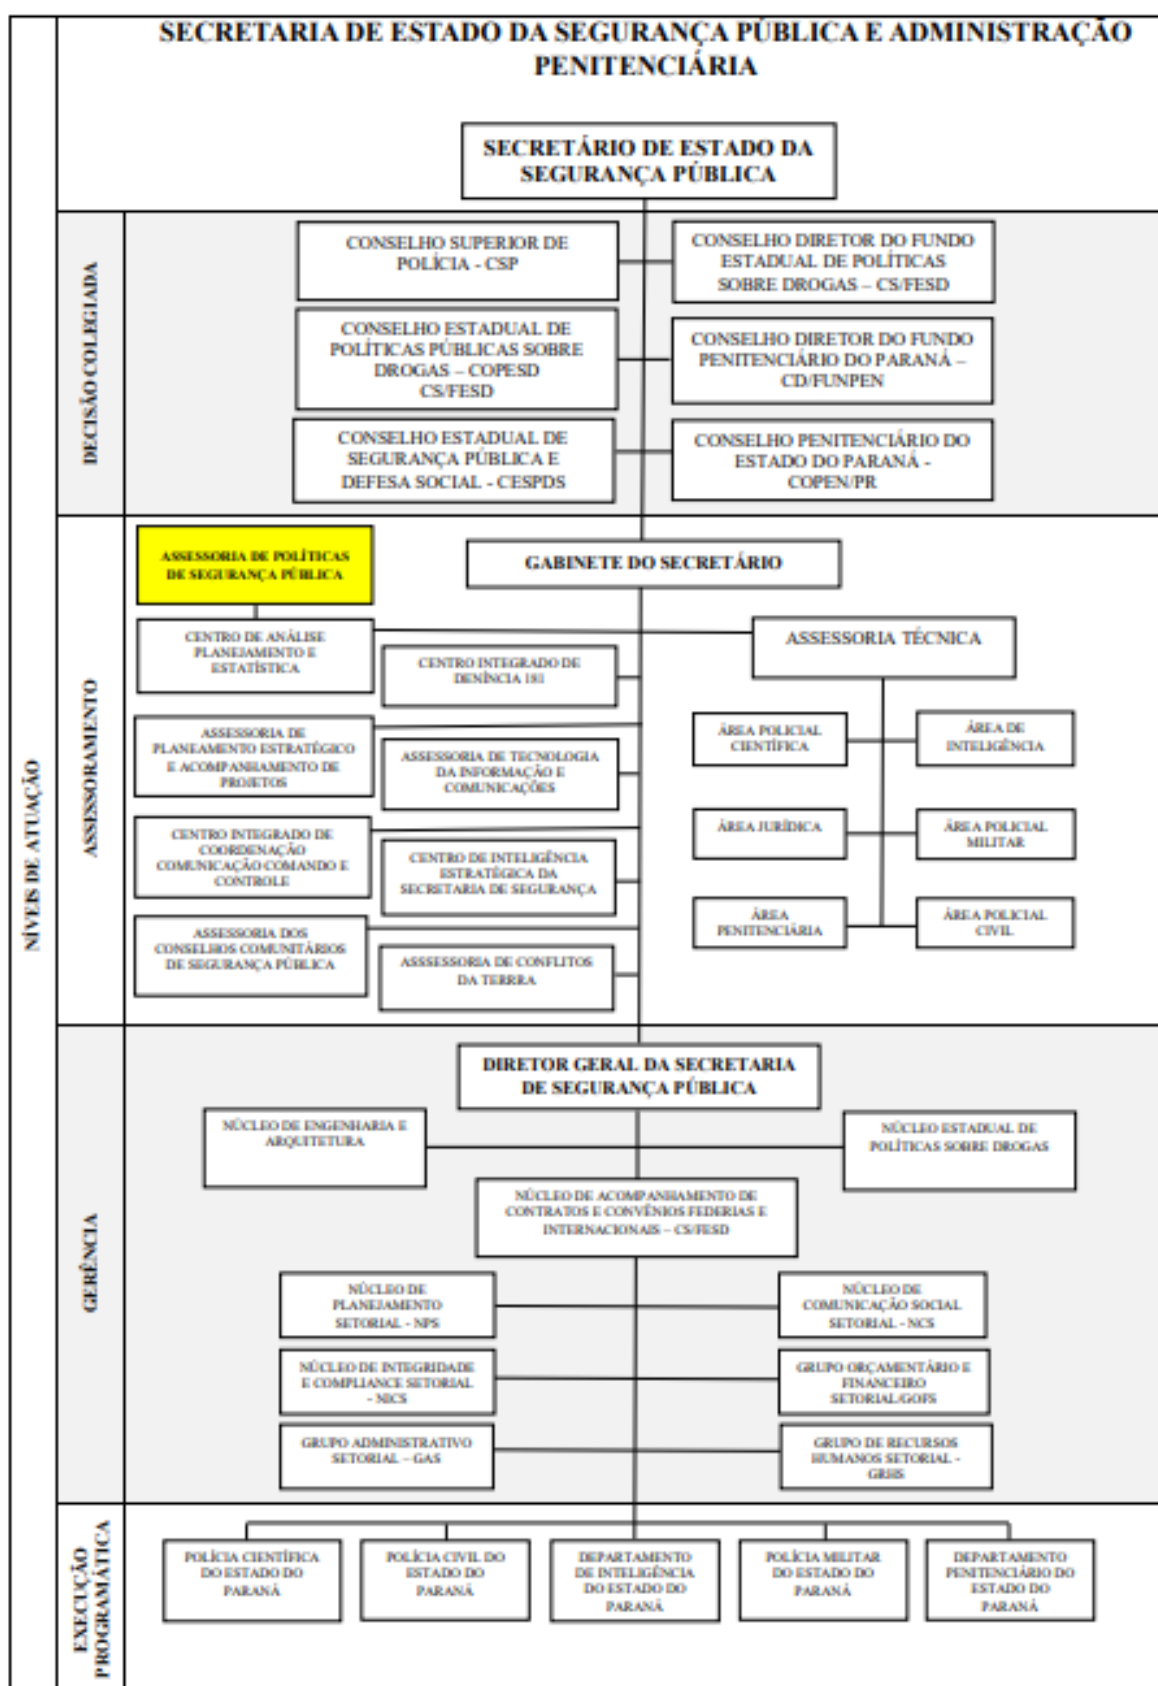 SECRETARIA DE ESTADO DA SEGURANÇA PÚBLICA E ADMINISTRAÇÃO
PENITENCIÁRIA
SECRETÁRIO DE ESTADO DA
SEGURANÇA PÚBLICA
NÍVEIS DE ATUAÇÃO
DECISÃO COLEGIADA
CONSELHO SUPERIOR DE
POLÍCIA - CSP
CONSELHO DIRETOR DO FUNDO
ESTADUAL DE POLÍTICAS
SOBRE DROGAS – CS/FESD
CONSELHO ESTADUAL DE
POLÍTICAS PÚBLICAS SOBRE
DROGAS – COPESD
CS/FESD
CONSELHO DIRETOR DO FUNDO
PENITENCIÁRIO DO PARANÁ –
CD/FUNPEN
CONSELHO ESTADUAL DE
SEGURANÇA PÚBLICA E
DEFESA SOCIAL - CESPDS
CONSELHO PENITENCIÁRIO DO
ESTADO DO PARANÁ -
COPEN/PR
ASSESSORAMENTO
ASSESSORIA DE POLÍTICAS
DE SEGURANÇA PÚBLICA
GABINETE DO SECRETÁRIO
CENTRO DE ANÁLISE
PLANEJAMENTO E
ESTATÍSTICA
ASSESSORIA TÉCNICA
CENTRO INTEGRADO DE
DENÍNCIA 181
ASSESSORIA DE
PLANEAMENTO ESTRATÉGICO
E ACOMPANHAMENTO DE
PROJETOS
ASSESSORIA DE TECNOLOGIA
DA INFORMAÇÃO E
COMUNICAÇÕES
ÁREA POLICIAL
CIENTÍFICA
ÁREA DE
INTELIGÊNCIA
CENTRO INTEGRADO DE
COORDENAÇÃO
COMUNICAÇÃO COMANDO E
CONTROLE
CENTRO DE INTELIGÊNCIA
ESTRATÉGICA DA
SECRETARIA DE SEGURANÇA
ÁREA JURÍDICA
ÁREA POLICIAL
MILITAR
ASSESSORIA DOS
CONSELHOS COMUNITÁRIOS
DE SEGURANÇA PÚBLICA
ASSSESSORIA DE CONFLITOS
DA TERRRA
ÁREA
PENITENCIÁRIA
ÁREA POLICIAL
CIVIL
GERÊNCIA
DIRETOR GERAL DA SECRETARIA
DE SEGURANÇA PÚBLICA
NÚCLEO DE ENGENHARIA E
ARQUITETURA
NÚCLEO ESTADUAL DE
POLÍTICAS SOBRE DROGAS
NÚCLEO DE ACOMPANHAMENTO DE
CONTRATOS E CONVÊNIOS FEDERIAS E
INTERNACIONAIS – CS/FESD
NÚCLEO DE
PLANEJAMENTO
SETORIAL - NPS
NÚCLEO DE
COMUNICAÇÃO SOCIAL
SETORIAL - NCS
NÚCLEO DE INTEGRIDADE
E COMPLIANCE SETORIAL -
- NICS
GRUPO ORÇAMENTÁRIO E
FINANCEIRO
SETORIAL/GOFS
GRUPO ADMINISTRATIVO
SETORIAL – GAS
GRUPO DE RECURSOS
HUMANOS SETORIAL -
GRHS
EXECUÇÃO
PROGRAMÁTICA
POLÍCIA CIENTÍFICA
DO ESTADO DO
PARANÁ
POLÍCIA CIVIL DO
ESTADO DO
PARANÁ
DEPARTAMENTO
DE INTELIGÊNCIA
DO ESTADO DO
PARANÁ
POLÍCIA MILITAR
DO ESTADO DO
PARANÁ
DEPARTAMENTO
PENITENCIÁRIO DO
ESTADO DO
PARANÁ